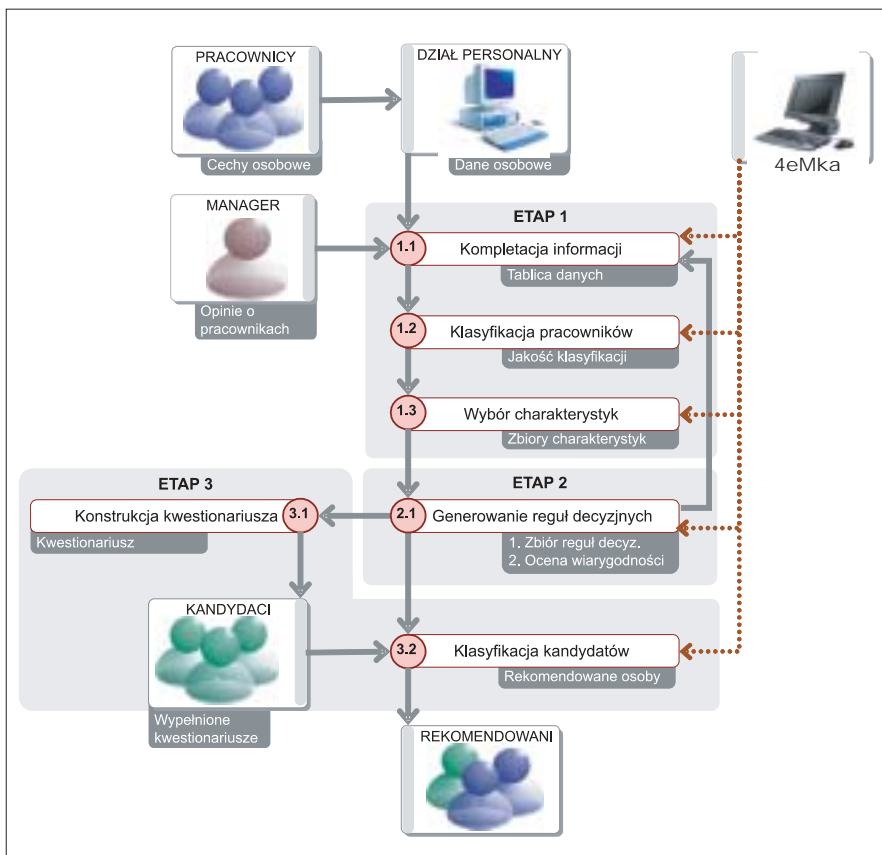 PRACOWNICY
Cechy osobowe
DZIAŁ PERSONALNY
Dane osobowe
4eMka
MANAGER
Opinie o
pracownikach
ETAP 1
1.1 Kompletacja informacji
Tablica danych
1.2 Klasyfikacja pracowników
Jakość klasyfikacji
1.3 Wybór charakterystyk
Zbiory charakterystyk
ETAP 2
2.1 Generowanie reguł decyzyjnych
1. Zbiór reguł decyz.
2. Ocena wiarygodności
ETAP 3
Konstrukcja kwestionariusza 3.1
Kwestionariusz
KANDYDACI
Wypełnione
kwestionariusze
3.2 Klasyfikacja kandydatów
Rekomendowane osoby
REKOMENDOWANI